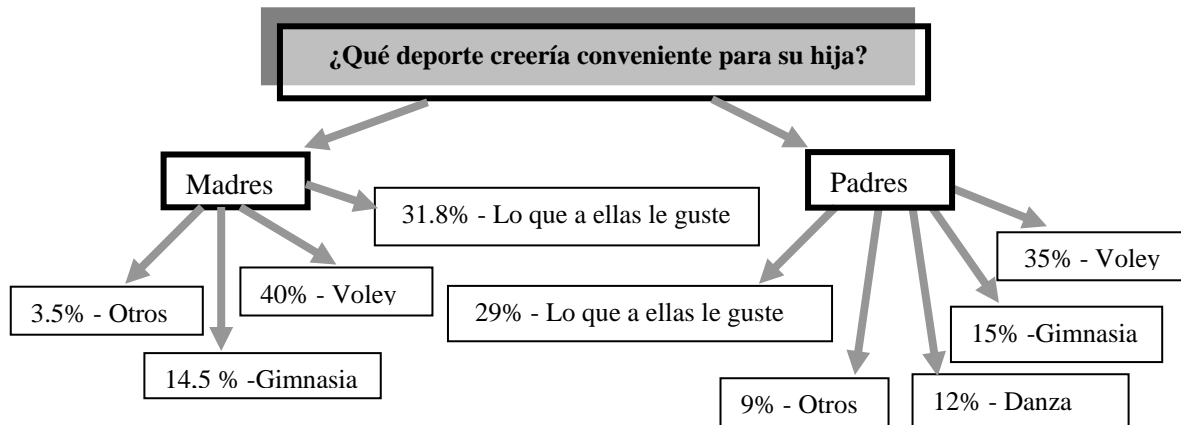 ¿Qué deporte creería conveniente para su hija?
Madres
Padres
31.8% - Lo que a ellas le guste
35% - Voley
3.5% - Otros
40% - Voley
29% - Lo que a ellas le guste
15% -Gimnasia
14.5 % -Gimnasia
9% - Otros
12% - Danza